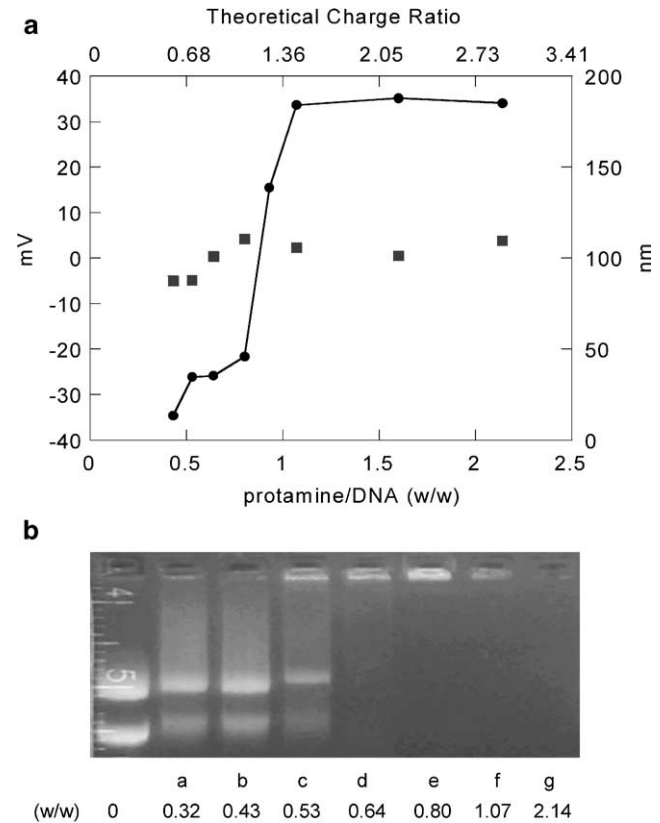 a
Theoretical Charge Ratio
0 0.68 1.36 2.05 2.73 3.41
40 200
30
20 150
10
0 100
-10
-20 50
-30
-40 0
mV
nm
0 0.5 1 1.5 2 2.5
protamine/DNA (w/w)
b
4
5
a b c d e f g
(w/w) 0 0.32 0.43 0.53 0.64 0.80 1.07 2.14